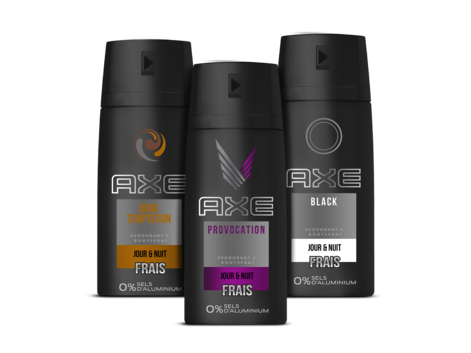 AXE
DARK
TEMPTATION
DEODORANT &
BODYSPRAY
JOUR & NUIT
FRAIS
0% SELS
D'ALUMINIUM
AXE
PROVOCATION
DEODORANT &
BODYSPRAY
JOUR & NUIT
FRAIS
0% SELS
D'ALUMINIUM
AXE
BLACK
DEODORANT &
BODYSPRAY
JOUR & NUIT
FRAIS
0% SELS
D'ALUMINIUM